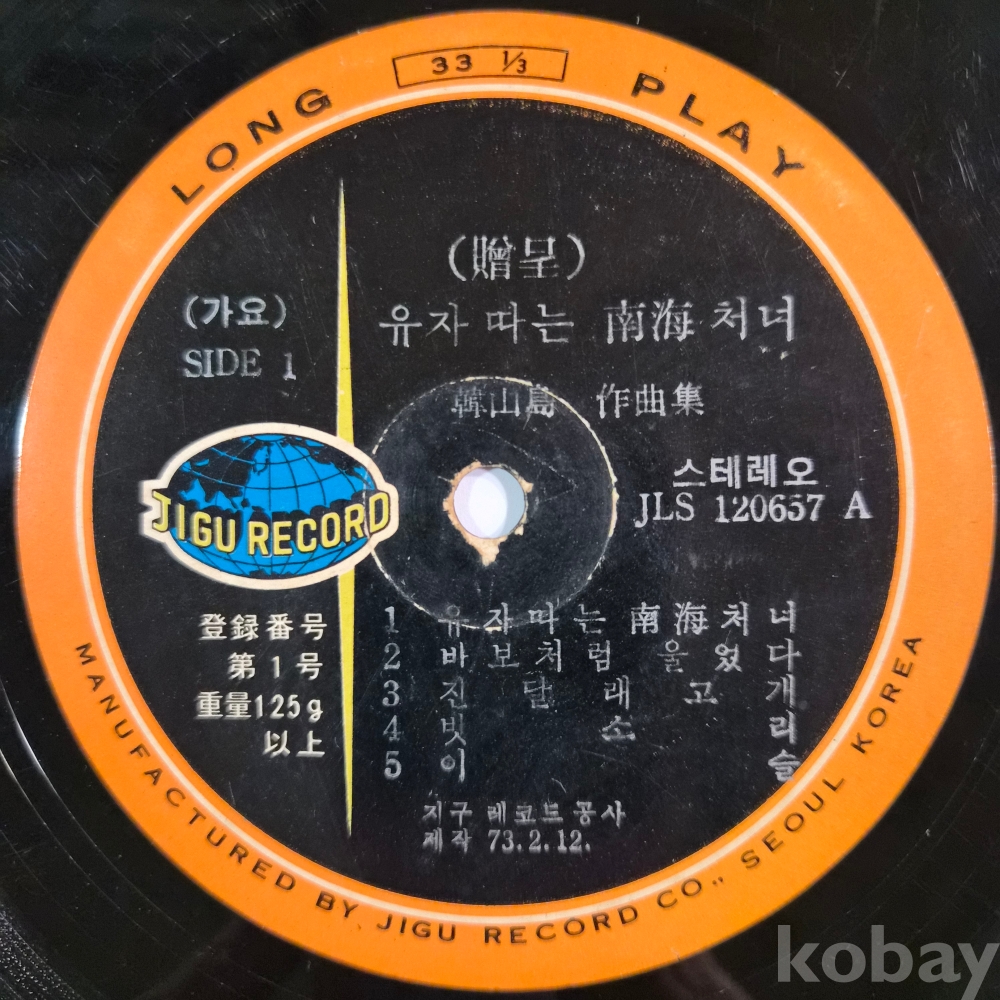 LONG PLAY
33 1/3
(贈呈)
유자 따는 南海 처녀
韓山島 作曲集
(가요)
SIDE 1
JIGU RECORD
스테레오
JLS 120657 A
登録番号
第1号
重量125g
以上
1 유자따는南海처녀
2 바보처럼 울었다
3 진달래고개
4 빗소리
5 이슬
지구 레코드 공사
제작 73.2.12.
MANUFACTURED BY JIGU RECORD CO., SEOUL KOREA
kobay